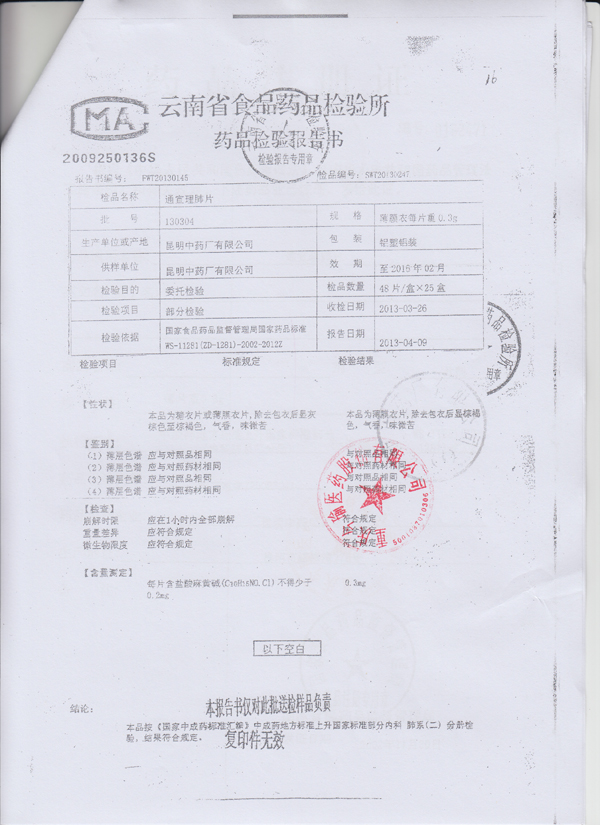 16
MA
云南省食品药品检验所
药品检验报告书
检验报告专用章
2009250136S
报告书编号： FWT20130145 检品编号：SWT20130247
检品名称 通宣理肺片
批 号 130304 规 格 薄膜衣每片重0.3g
生产单位或产地 昆明中药厂有限公司 包 装 铝塑铝装
供样单位 昆明中药厂有限公司 效 期 至2015年02月
检验目的 委托检验 检品数量 48片/盒×25盒
检验项目 部分检验 收检日期 2013-03-26
检验依据 国家食品药品监督管理局国家药品标准 报告日期 2013-04-09
WS-11281(ZD-1281)-2002-2012Z
检验项目 标准规定 检验结果
【性状】
本品为糖衣片或薄膜衣片,除去包衣后显灰 本品为薄膜衣片,除去包衣后显棕褐
棕色至棕褐色，气香，味微苦 色，气香，味微苦
【鉴别】
(1) 薄层色谱 应与对照品相同 与对照品相同
(2) 薄层色谱 应与对照药材相同 与对照药材相同
(3) 薄层色谱 应与对照品相同 与对照品相同
(4) 薄层色谱 应与对照药材相同 与对照药材相同
【检查】
崩解时限 应在1小时内全部崩解 符合规定
重量差异 应符合规定 符合规定
微生物限度 应符合规定 符合规定
【含量测定】
每片含盐酸麻黄碱(C₁₀H₁₅NO.Cl)不得少于 0.3mg
0.2mg
以下空白
结论：
本报告书仅对此批送检样品负责
本品按《国家中成药标准汇编》中成药地方标准上升国家标准部分内科 肺系(二) 分册检
验，结果符合规定。
复印件无效